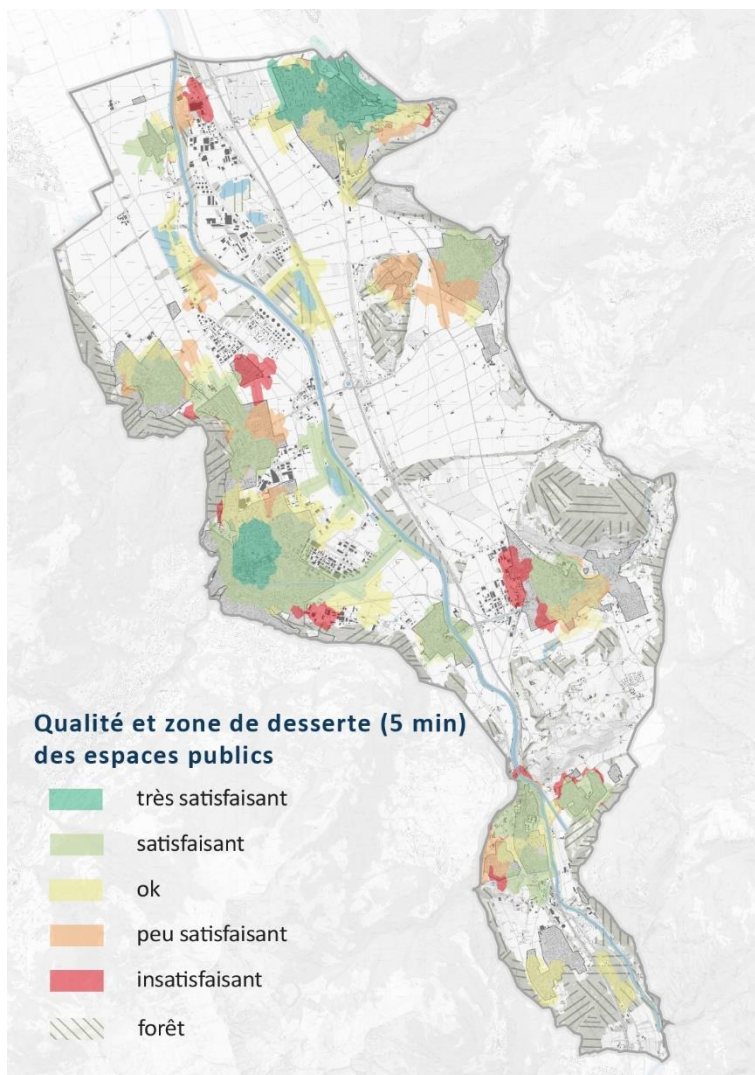 Qualité et zone de desserte (5 min)
des espaces publics
très satisfaisant
satisfaisant
ok
peu satisfaisant
insatisfaisant
forêt